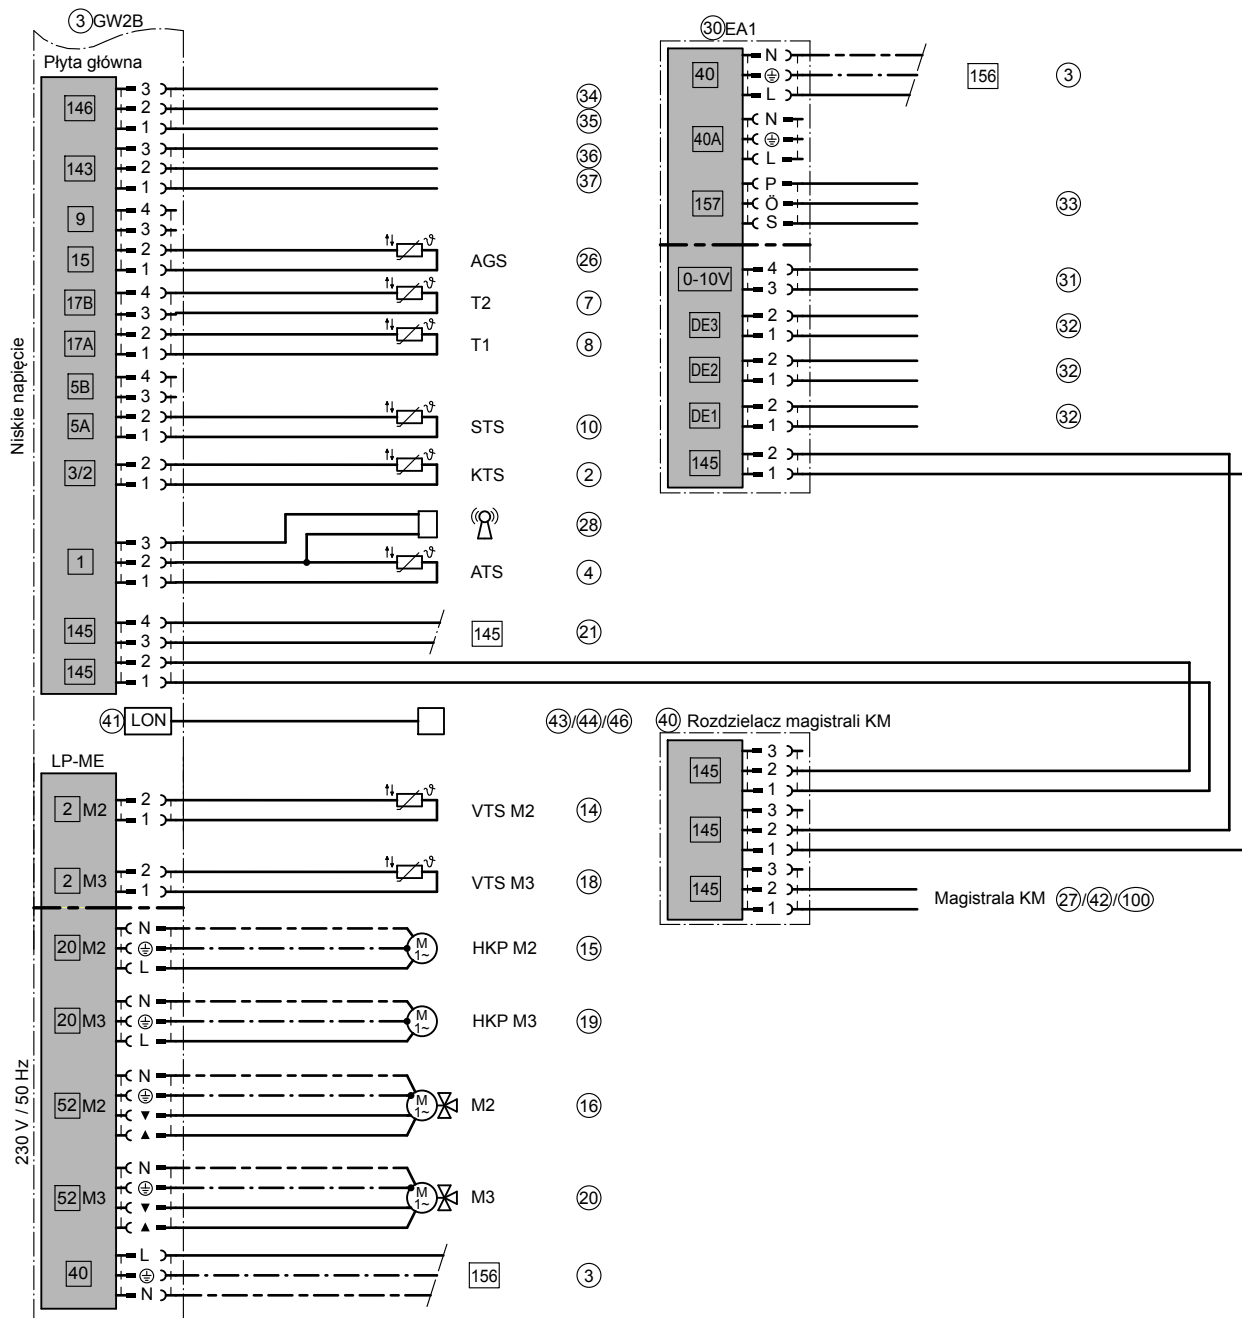 3 GW2B
Płyta główna
Niskie napięcie
146
3
2
1
34
35
143
3
2
1
36
37
9
4
3
15
2
1
AGS 26
17B
4
3
T2 7
17A
2
1
T1 8
5B
4
3
5A
2
1
STS 10
3/2
2
1
KTS 2
28
1
3
2
1
ATS 4
145
4
3
145 21
145
2
1
41 LON 43/44/46
LP-ME
2 M2
2
1
VTS M2 14
2 M3
2
1
VTS M3 18
230 V / 50 Hz
20 M2
N
L
M
1~
HKP M2 15
20 M3
N
L
M
1~
HKP M3 19
52 M2
N
▼
▲
M
1~
M2 16
52 M3
N
▼
▲
M
1~
M3 20
40
L
N
156 3
30 EA1
40
N
L
156 3
40A
N
L
157
P
Ö
S
33
0-10V
4
3
31
DE3
2
1
32
DE2
2
1
32
DE1
2
1
32
145
2
1
40 Rozdzielacz magistrali KM
145
3
2
1
145
3
2
1
145
3
2
1
Magistrala KM 27/42/100